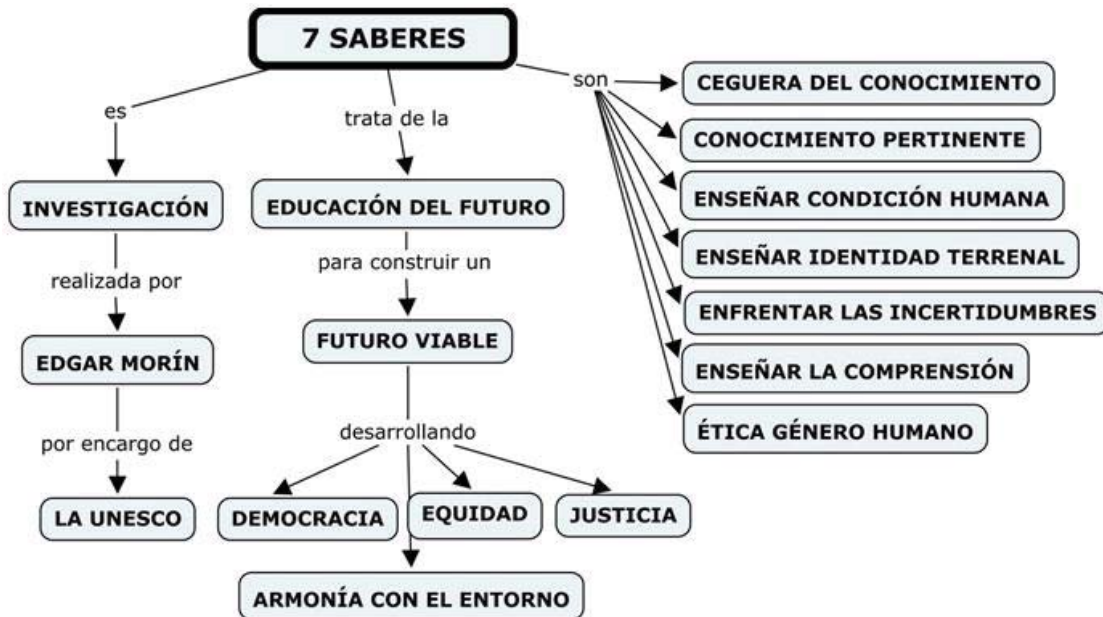 7 SABERES
es
trata de la
son
INVESTIGACIÓN
realizada por
EDGAR MORÍN
por encargo de
LA UNESCO
EDUCACIÓN DEL FUTURO
para construir un
FUTURO VIABLE
desarrollando
DEMOCRACIA
EQUIDAD
JUSTICIA
ARMONÍA CON EL ENTORNO
CEGUERA DEL CONOCIMIENTO
CONOCIMIENTO PERTINENTE
ENSEÑAR CONDICIÓN HUMANA
ENSEÑAR IDENTIDAD TERRENAL
ENFRENTAR LAS INCERTIDUMBRES
ENSEÑAR LA COMPRENSIÓN
ÉTICA GÉNERO HUMANO